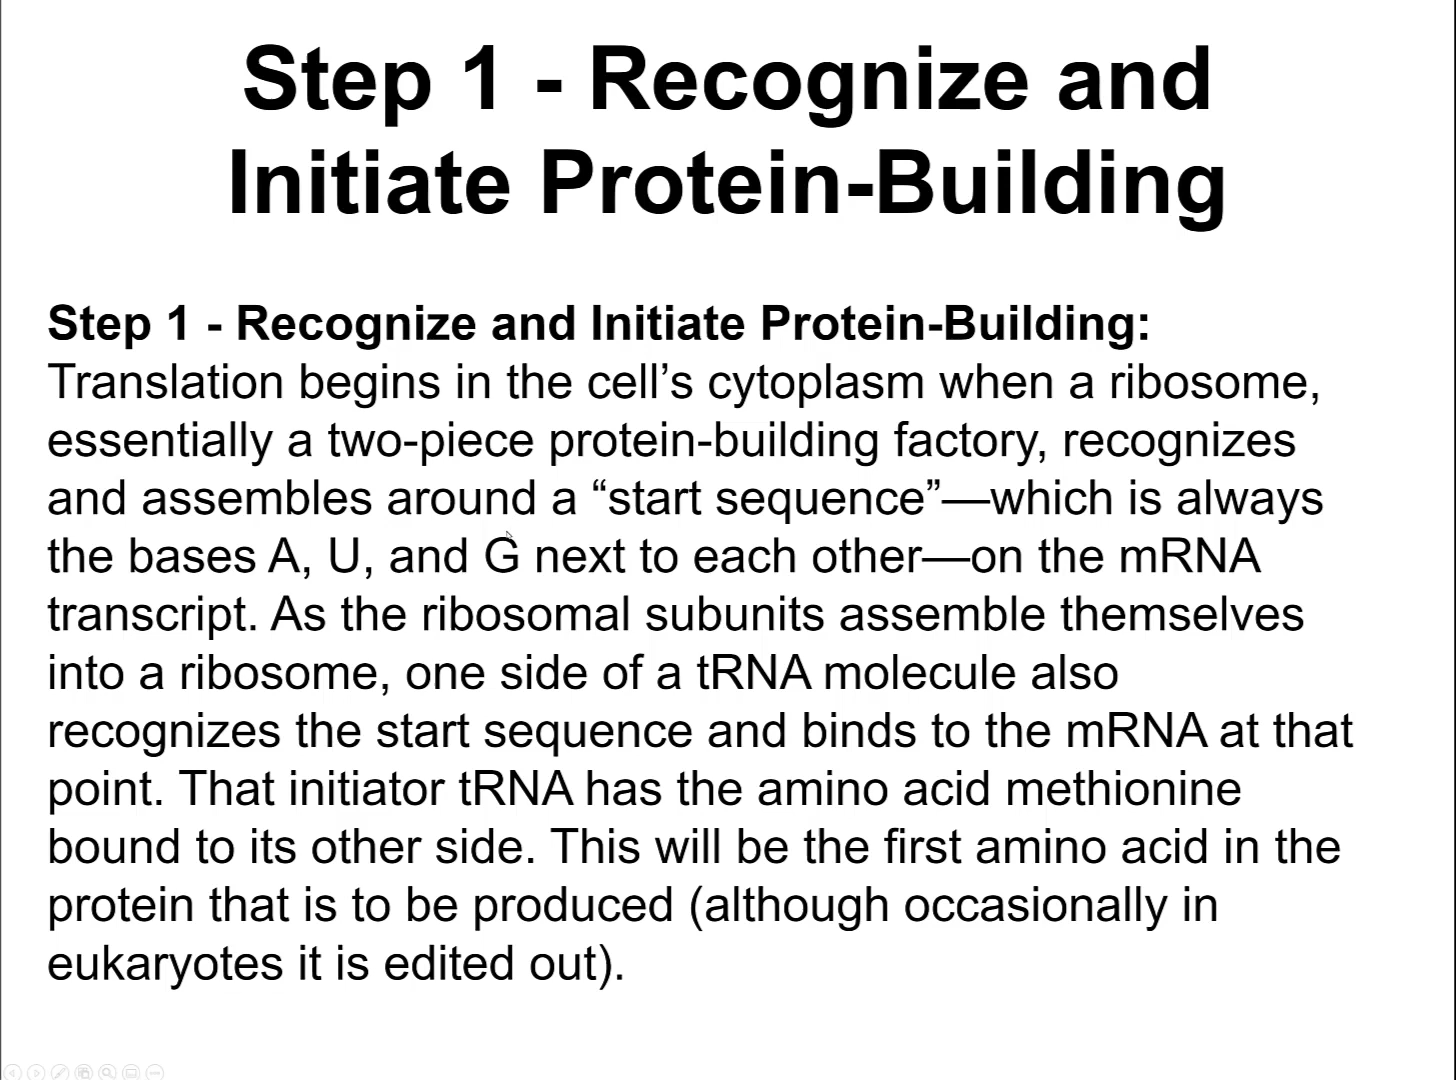 Step 1 - Recognize and
Initiate Protein-Building
Step 1 - Recognize and Initiate Protein-Building:
Translation begins in the cell’s cytoplasm when a ribosome,
essentially a two-piece protein-building factory, recognizes
and assembles around a “start sequence”—which is always
the bases A, U, and G next to each other—on the mRNA
transcript. As the ribosomal subunits assemble themselves
into a ribosome, one side of a tRNA molecule also
recognizes the start sequence and binds to the mRNA at that
point. That initiator tRNA has the amino acid methionine
bound to its other side. This will be the first amino acid in the
protein that is to be produced (although occasionally in
eukaryotes it is edited out).